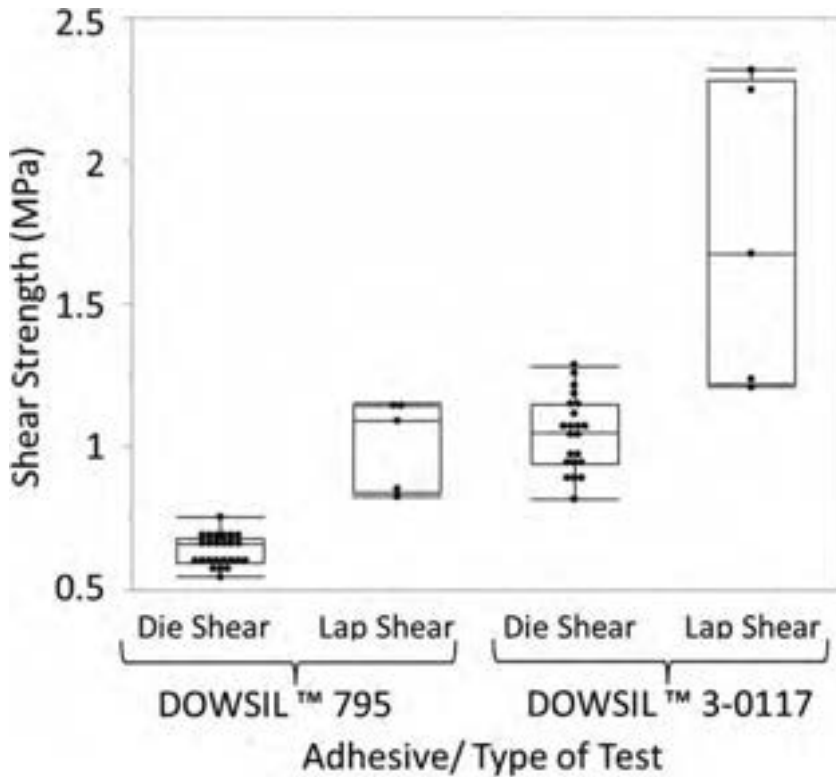 2.5
2
1.5
1
0.5
Shear Strength (MPa)
Die Shear Lap Shear Die Shear Lap Shear
DOWSIL™ 795 DOWSIL™ 3-0117
Adhesive/ Type of Test